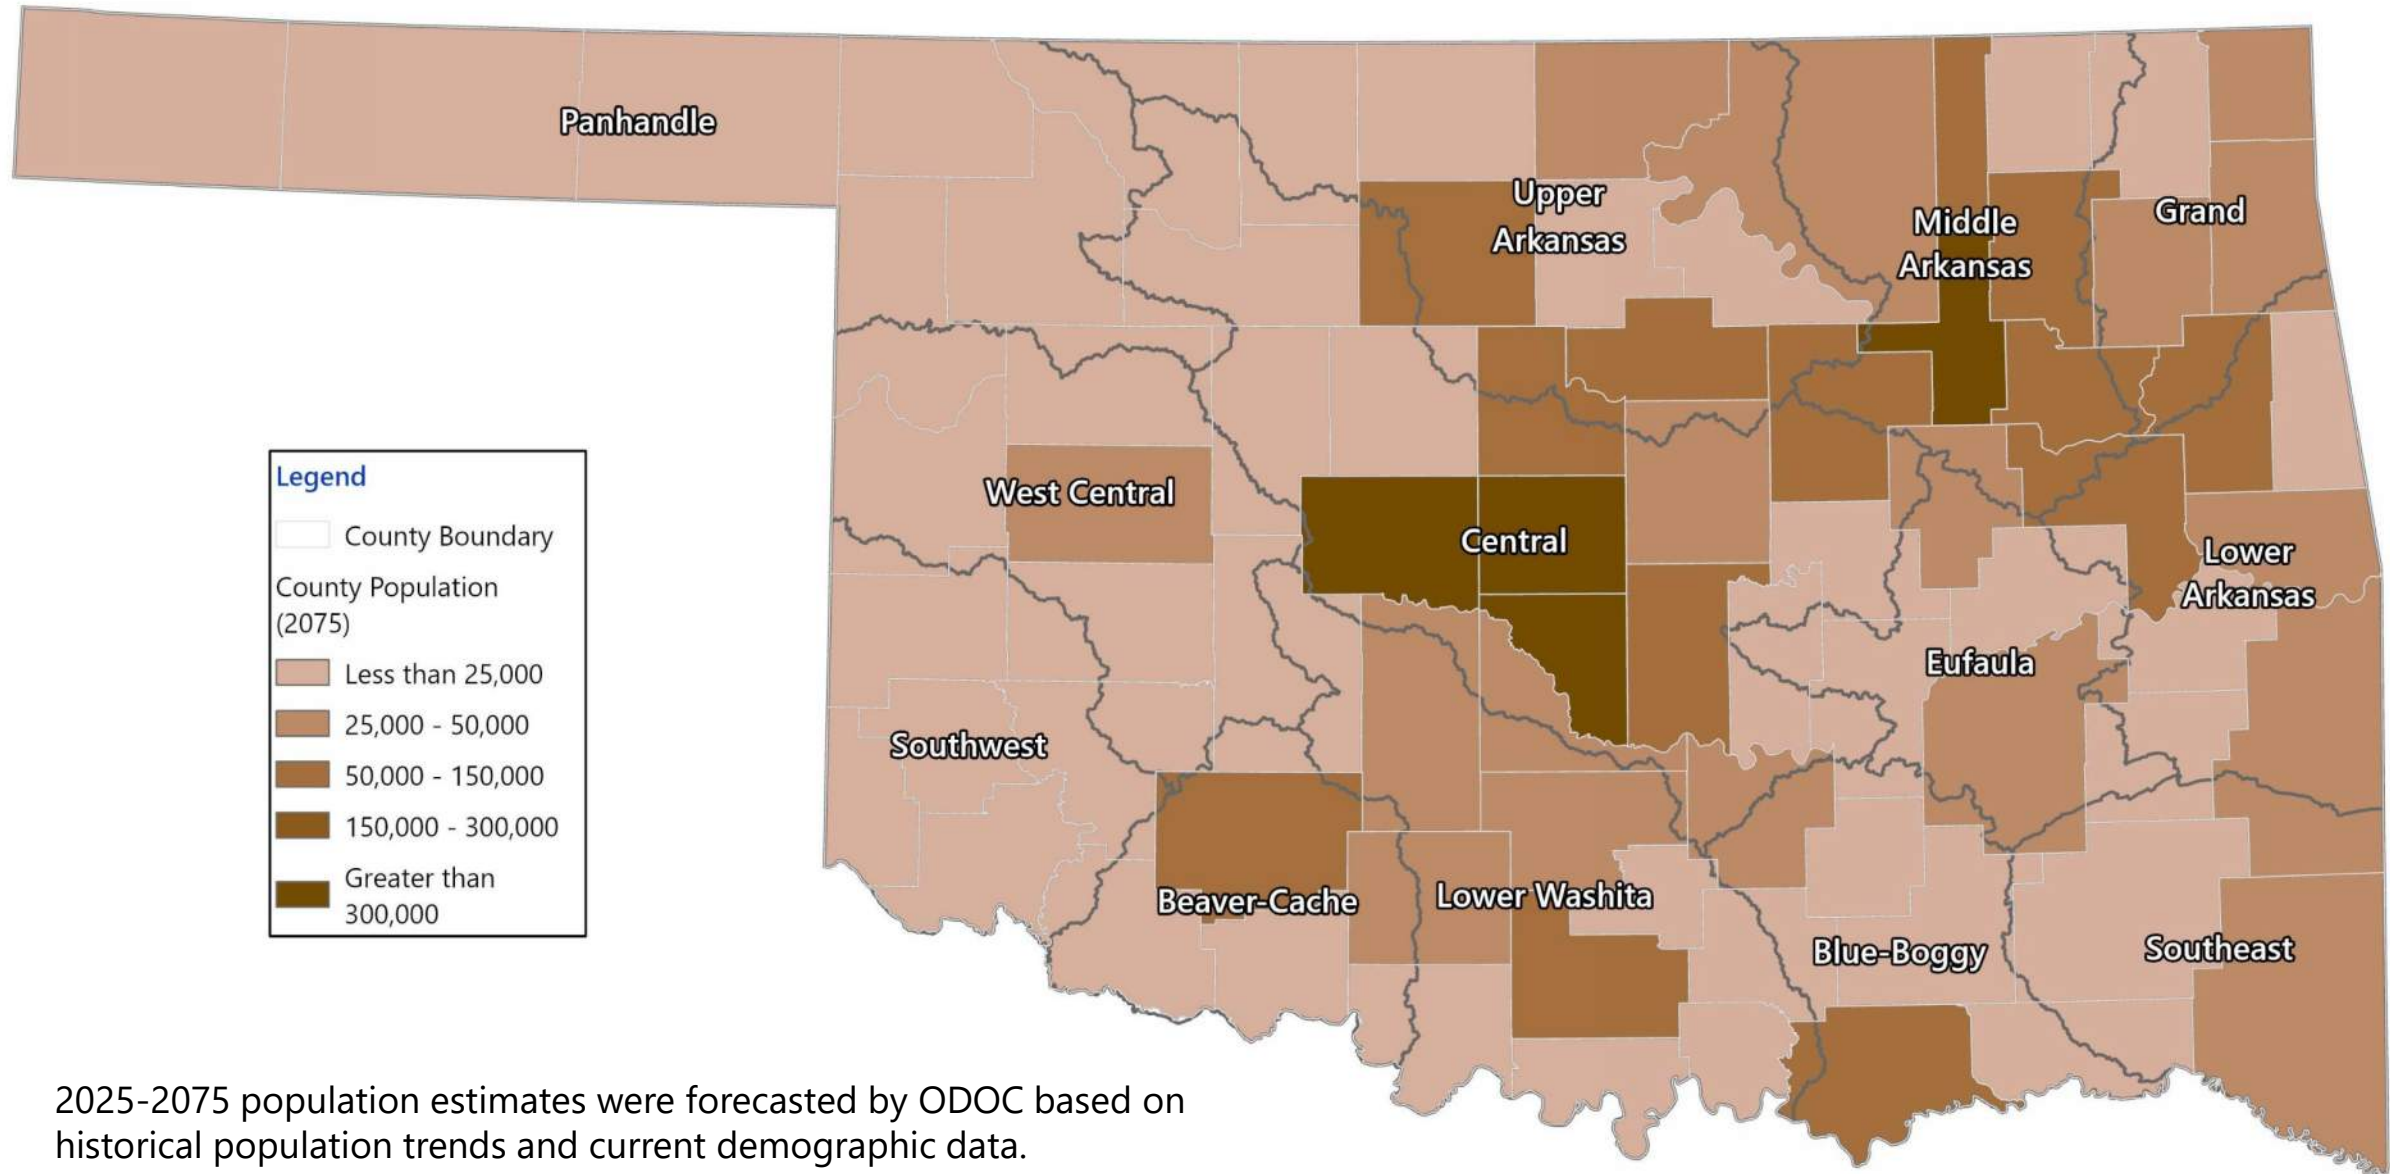 Panhandle
Upper
Arkansas
Middle
Arkansas
Grand
West Central
Central
Lower
Arkansas
Eufaula
Southwest
Beaver-Cache
Lower Washita
Blue-Boggy
Southeast
Legend
County Boundary
County Population
(2075)
Less than 25,000
25,000 - 50,000
50,000 - 150,000
150,000 - 300,000
Greater than
300,000
2025-2075 population estimates were forecasted by ODOC based on
historical population trends and current demographic data.